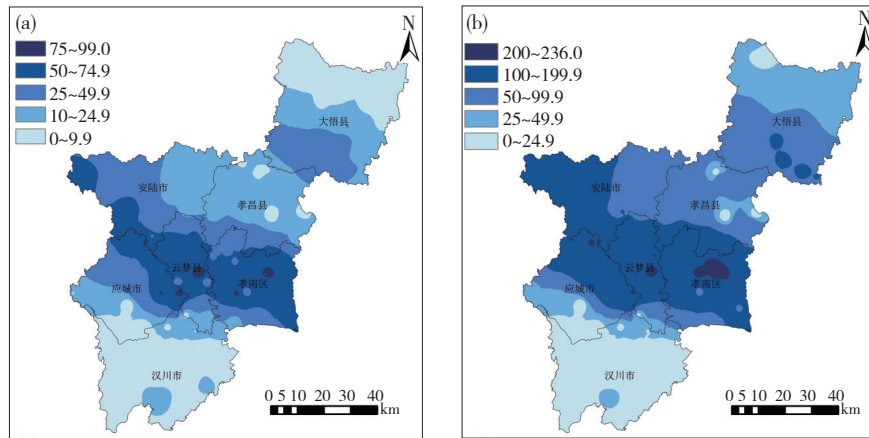 (a)
N
75~99.0
50~74.9
25~49.9
10~24.9
0~9.9
大悟县
安陆市
孝昌县
云梦县
孝南区
应城市
汉川市
0 5 10 20 30 40
km
(b)
N
200~236.0
100~199.9
50~99.9
25~49.9
0~24.9
大悟县
安陆市
孝昌县
云梦县
孝南区
应城市
汉川市
0 5 10 20 30 40
km